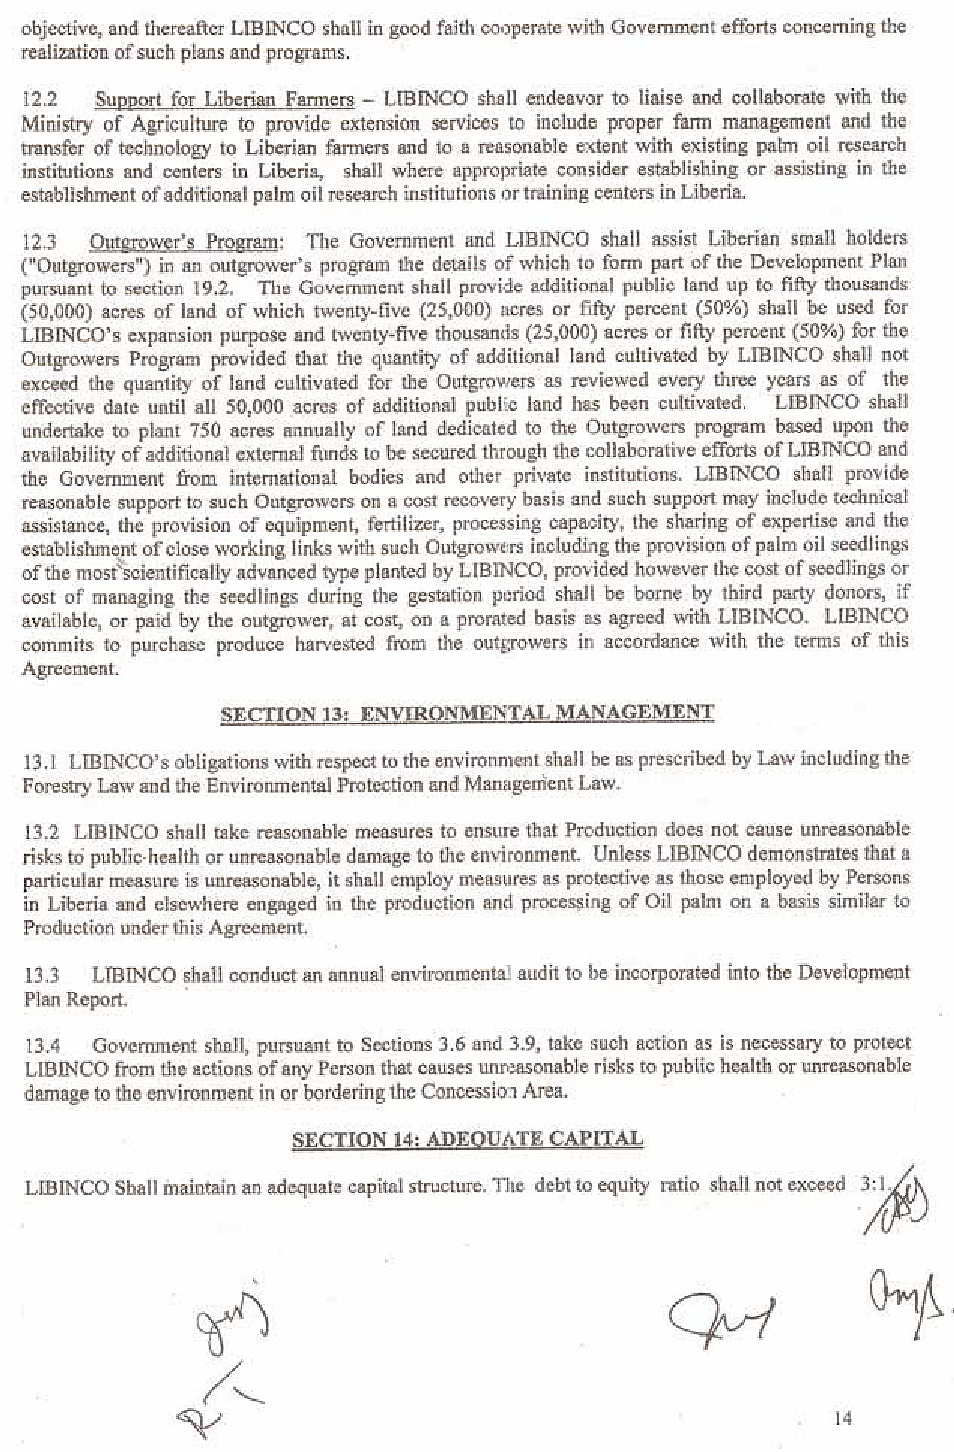 objective, and thereafter LIBINCO shall in good faith cooperate with Government efforts concerning the
realization of such plans and programs.
12.2 Support for Liberian Farmers – LIBINCO shall endeavor to liaise and collaborate with the
Ministry of Agriculture to provide extension services to include proper farm management and the
transfer of technology to Liberian farmers and to a reasonable extent with existing palm oil research
institutions and centers in Liberia, shall where appropriate consider establishing or assisting in the
establishment of additional palm oil research institutions or training centers in Liberia.
12.3 Outgrower's Program: The Government and LIBINCO shall assist Liberian small holders
("Outgrowers") in an outgrower's program the details of which to form part of the Development Plan
pursuant to section 19.2. The Government shall provide additional public land up to fifty thousands
(50,000) acres of land of which twenty-five (25,000) acres or fifty percent (50%) shall be used for
LIBINCO's expansion purpose and twenty-five thousands (25,000) acres or fifty percent (50%) for the
Outgrowers Program provided that the quantity of additional land cultivated by LIBINCO shall not
exceed the quantity of land cultivated for the Outgrowers as reviewed every three years as of the
effective date until all 50,000 acres of additional public land has been cultivated. LIBINCO shall
undertake to plant 750 acres annually of land dedicated to the Outgrowers program based upon the
availability of additional external funds to be secured through the collaborative efforts of LIBINCO and
the Government from international bodies and other private institutions. LIBINCO shall provide
reasonable support to such Outgrowers on a cost recovery basis and such support may include technical
assistance, the provision of equipment, fertilizer, processing capacity, the sharing of expertise and the
establishment of close working links with such Outgrowers including the provision of palm oil seedlings
of the most scientifically advanced type planted by LIBINCO, provided however the cost of seedlings or
cost of managing the seedlings during the gestation period shall be borne by third party donors, if
available, or paid by the outgrower, at cost, on a prorated basis as agreed with LIBINCO. LIBINCO
commits to purchase produce harvested from the outgrowers in accordance with the terms of this
Agreement.
SECTION 13: ENVIRONMENTAL MANAGEMENT
13.1 LIBINCO's obligations with respect to the environment shall be as prescribed by Law including the
Forestry Law and the Environmental Protection and Management Law.
13.2 LIBINCO shall take reasonable measures to ensure that Production does not cause unreasonable
risks to public health or unreasonable damage to the environment. Unless LIBINCO demonstrates that a
particular measure is unreasonable, it shall employ measures as protective as those employed by Persons
in Liberia and elsewhere engaged in the production and processing of Oil palm on a basis similar to
Production under this Agreement.
13.3 LIBINCO shall conduct an annual environmental audit to be incorporated into the Development
Plan Report.
13.4 Government shall, pursuant to Sections 3.6 and 3.9, take such action as is necessary to protect
LIBINCO from the actions of any Person that causes unreasonable risks to public health or unreasonable
damage to the environment in or bordering the Concession Area.
SECTION 14: ADEQUATE CAPITAL
LIBINCO Shall maintain an adequate capital structure. The debt to equity ratio shall not exceed 3:1.
RT
14